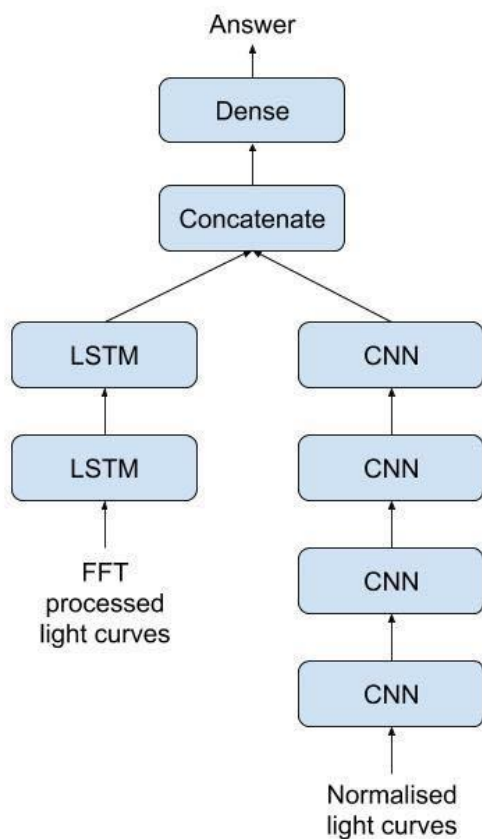 Answer
Dense
Concatenate
LSTM
CNN
LSTM
CNN
FFT
processed
light curves
CNN
CNN
Normalised
light curves